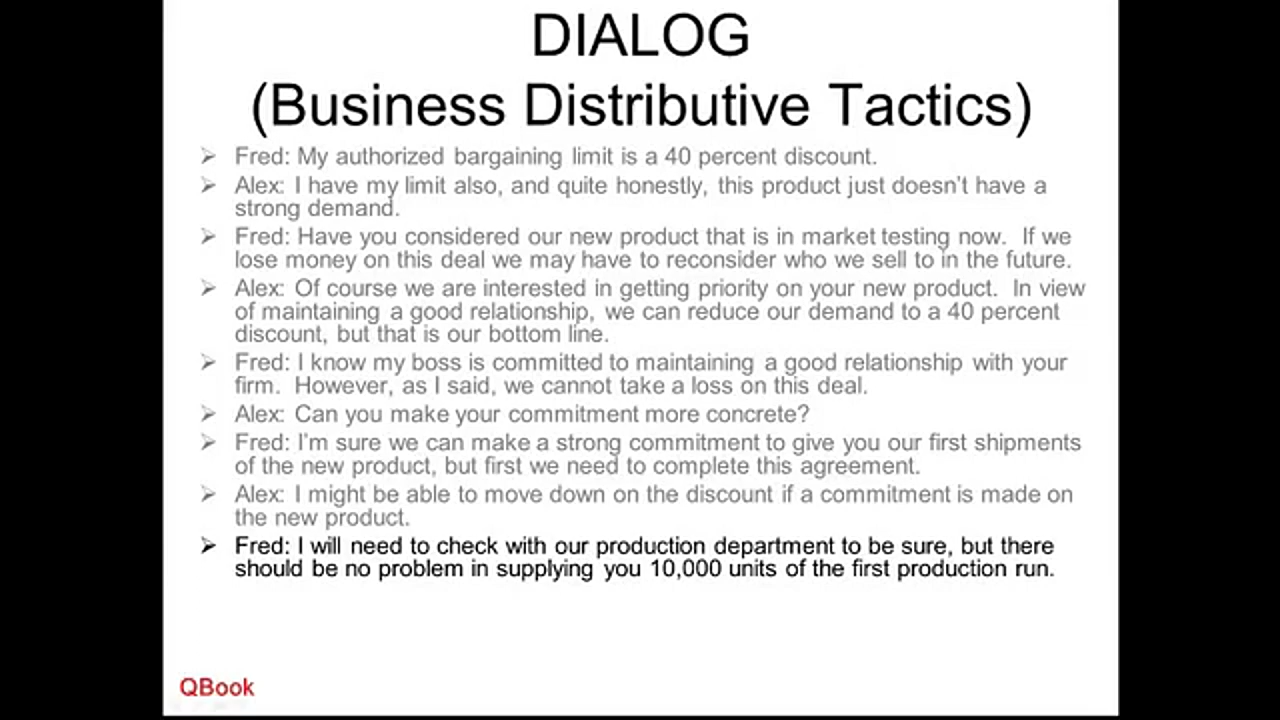 DIALOG
(Business Distributive Tactics)
➢ Fred: My authorized bargaining limit is a 40 percent discount.
➢ Alex: I have my limit also, and quite honestly, this product just doesn’t have a
strong demand.
➢ Fred: Have you considered our new product that is in market testing now.  If we
lose money on this deal we may have to reconsider who we sell to in the future.
➢ Alex: Of course we are interested in getting priority on your new product.  In view
of maintaining a good relationship, we can reduce our demand to a 40 percent
discount, but that is our bottom line.
➢ Fred: I know my boss is committed to maintaining a good relationship with your
firm.  However, as I said, we cannot take a loss on this deal.
➢ Alex: Can you make your commitment more concrete?
➢ Fred: I’m sure we can make a strong commitment to give you our first shipments
of the new product, but first we need to complete this agreement.
➢ Alex: I might be able to move down on the discount if a commitment is made on
the new product.
➢ Fred: I will need to check with our production department to be sure, but there
should be no problem in supplying you 10,000 units of the first production run.
QBook